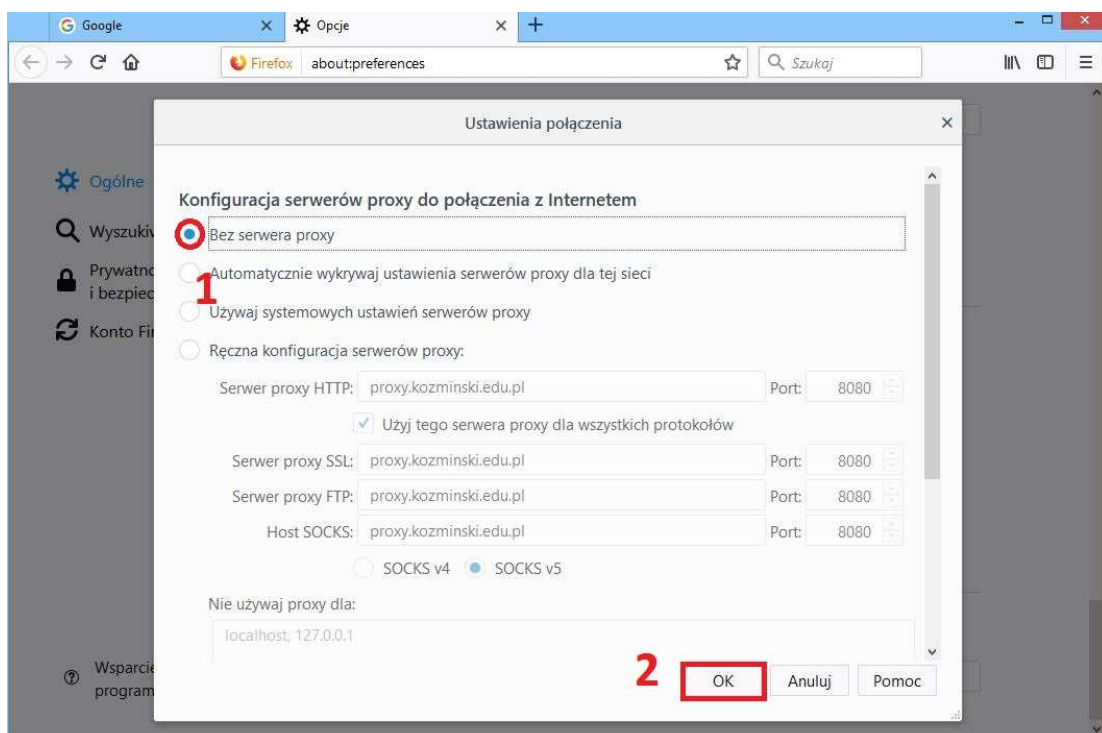 Google
Opcje
Firefox about:preferences Szukaj
Ustawienia połączenia
Ogólne
Konfiguracja serwerów proxy do połączenia z Internetem
Wyszukiw
Bez serwera proxy
Prywatno
i bezpiec
Automatycznie wykrywaj ustawienia serwerów proxy dla tej sieci
1
Używaj systemowych ustawień serwerów proxy
Konto Fir
Ręczna konfiguracja serwerów proxy:
Serwer proxy HTTP: proxy.kozminski.edu.pl Port: 8080
Użyj tego serwera proxy dla wszystkich protokołów
Serwer proxy SSL: proxy.kozminski.edu.pl Port: 8080
Serwer proxy FTP: proxy.kozminski.edu.pl Port: 8080
Host SOCKS: proxy.kozminski.edu.pl Port: 8080
SOCKS v4 SOCKS v5
Nie używaj proxy dla:
localhost, 127.0.0.1
Wsparcie
program
2 OK Anuluj Pomoc